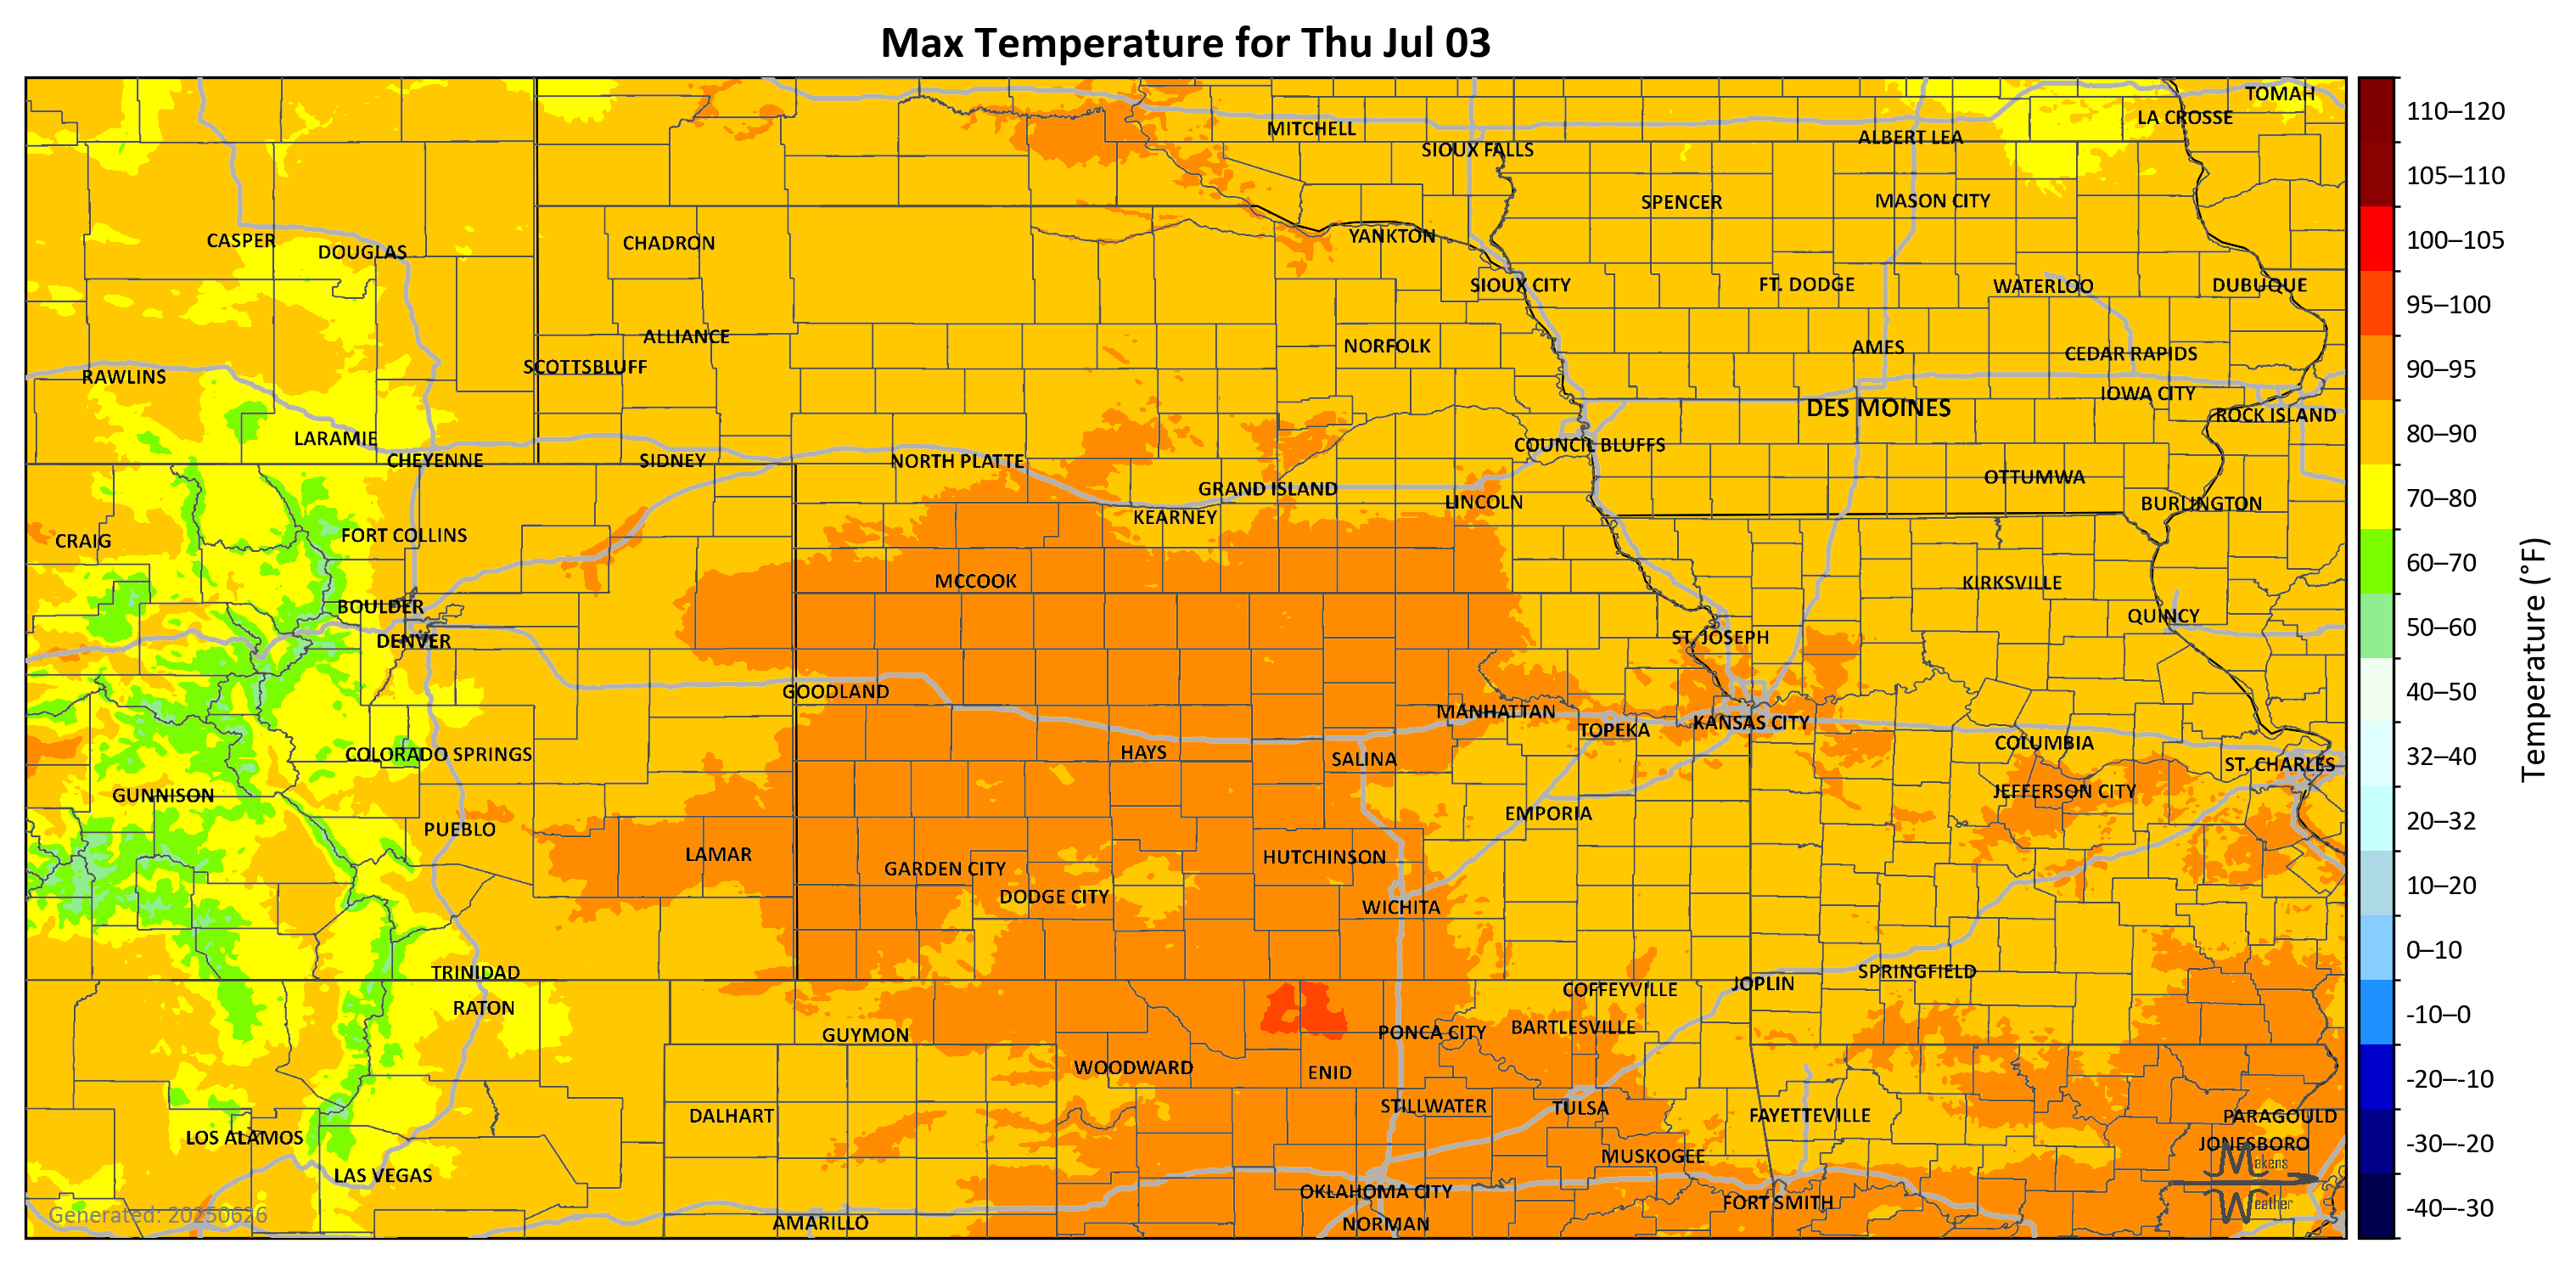 Max Temperature for Thu Jul 03
TOMAH
LA CROSSE
MITCHELL
ALBERT LEA
SIOUX FALLS
SPENCER
MASON CITY
CASPER
DOUGLAS
CHADRON
YANKTON
SIOUX CITY
FT. DODGE
WATERLOO
DUBUQUE
ALLIANCE
NORFOLK
AMES
CEDAR RAPIDS
SCOTTSBLUFF
RAWLINS
IOWA CITY
DES MOINES
ROCK ISLAND
LARAMIE
COUNCIL BLUFFS
CHEYENNE
SIDNEY
NORTH PLATTE
OTTUMWA
GRAND ISLAND
LINCOLN
BURLINGTON
KEARNEY
FORT COLLINS
CRAIG
MCCOOK
KIRKSVILLE
BOULDER
QUINCY
DENVER
ST. JOSEPH
GOODLAND
MANHATTAN
TOPEKA
KANSAS CITY
COLUMBIA
COLORADO SPRINGS
HAYS
SALINA
ST. CHARLES
GUNNISON
JEFFERSON CITY
EMPORIA
PUEBLO
LAMAR
HUTCHINSON
GARDEN CITY
DODGE CITY
WICHITA
TRINIDAD
SPRINGFIELD
JOPLIN
COFFEYVILLE
RATON
GUYMON
PONCA CITY
BARTLESVILLE
WOODWARD
ENID
DALHART
STILLWATER
TULSA
FAYETTEVILLE
PARAGOULD
LOS ALAMOS
JONESBORO
MUSKOGEE
Makens
LAS VEGAS
OKLAHOMA CITY
FORT SMITH
Weather
Generated: 20250626
AMARILLO
NORMAN
110–120
105–110
100–105
95–100
90–95
80–90
70–80
60–70
50–60
40–50
32–40
20–32
10–20
0–10
-10–0
-20–-10
-30–-20
-40–-30
Temperature (°F)